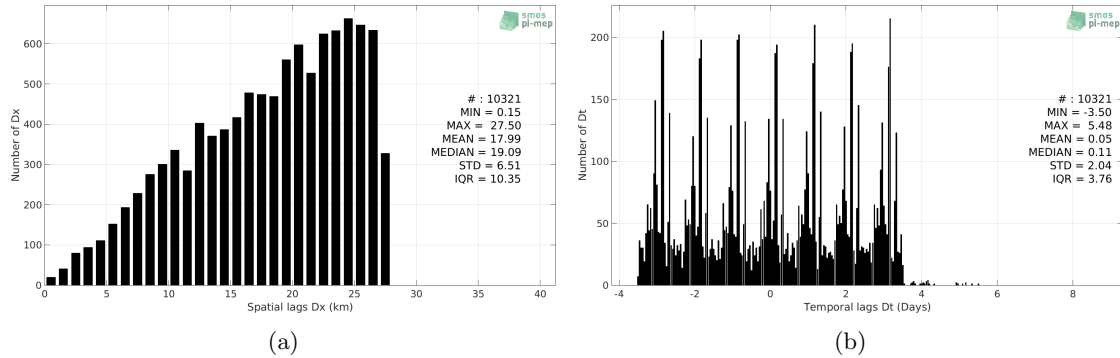 smos
pi-mep
600
500
400
300
200
100
0
Number of Dx
# : 10321
MIN = 0.15
MAX = 27.50
MEAN = 17.99
MEDIAN = 19.09
STD = 6.51
IQR = 10.35
0 5 10 15 20 25 30 35 40
Spatial lags Dx (km)
(a)
smos
pi-mep
200
150
100
50
0
Number of Dt
# : 10321
MIN = -3.50
MAX = 5.48
MEAN = 0.05
MEDIAN = 0.11
STD = 2.04
IQR = 3.76
-4 -2 0 2 4 6 8
Temporal lags Dt (Days)
(b)